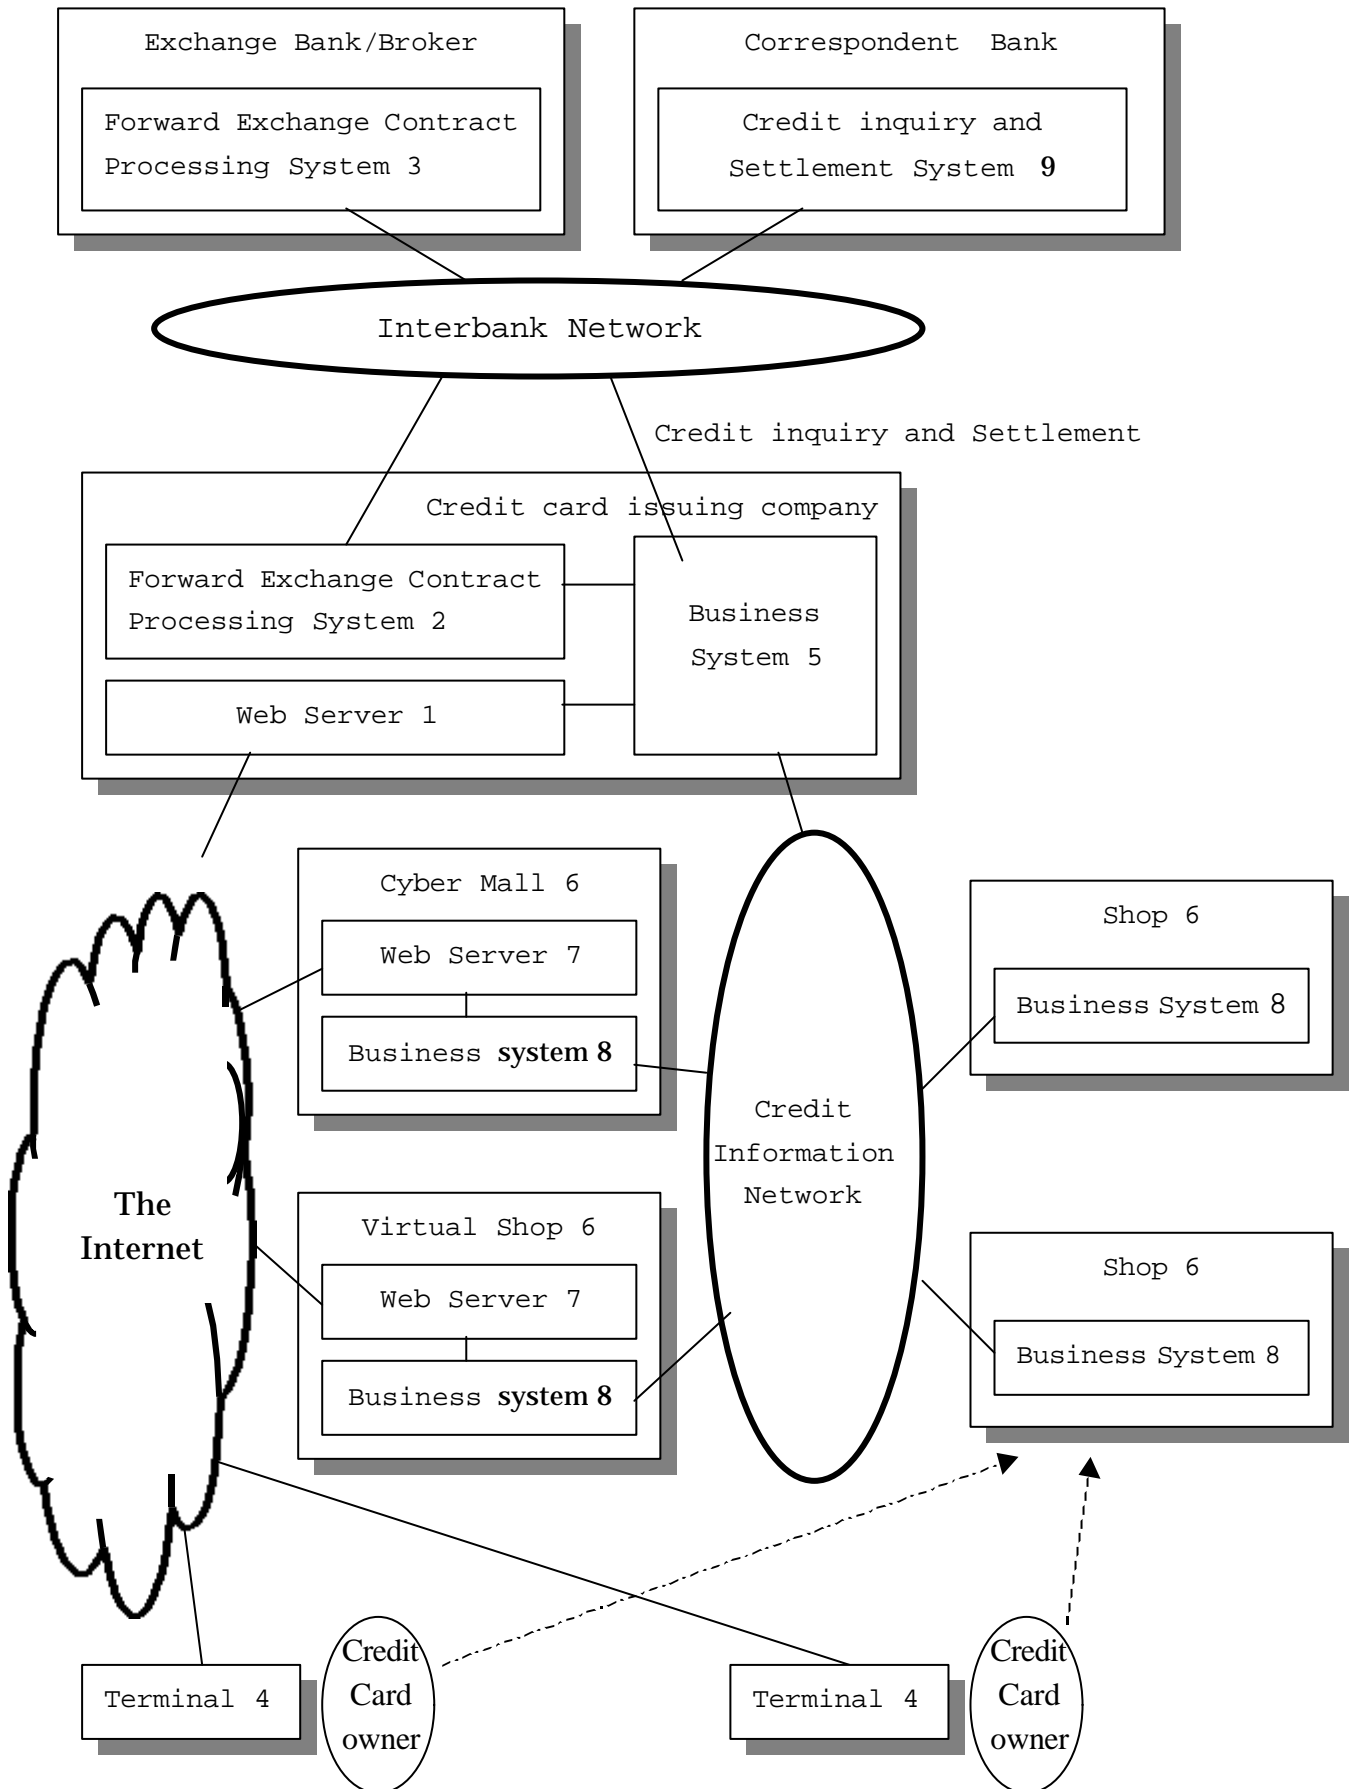 Exchange Bank/Broker
Forward Exchange Contract
Processing System 3
Correspondent Bank
Credit inquiry and
Settlement System 9
Interbank Network
Credit inquiry and Settlement
Credit card issuing company
Forward Exchange Contract
Processing System 2
Business
System 5
Web Server 1
Cyber Mall 6
Web Server 7
Business system 8
Shop 6
Business System 8
Credit
Information
Network
The
Internet
Virtual Shop 6
Web Server 7
Business system 8
Shop 6
Business System 8
Terminal 4
Credit
Card
owner
Terminal 4
Credit
Card
owner